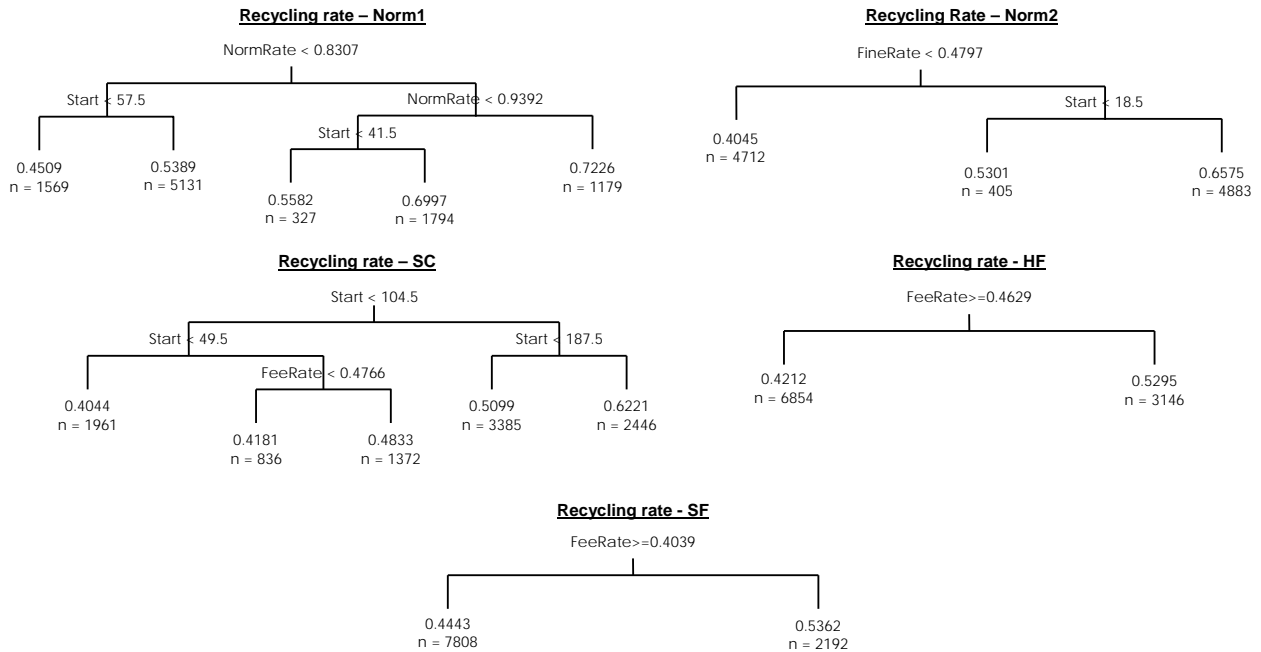 Recycling rate – Norm1
NormRate < 0.8307
Start < 57.5
NormRate < 0.9392
Start < 41.5
0.4509
n = 1569
0.5389
n = 5131
0.5582
n = 327
0.6997
n = 1794
0.7226
n = 1179
Recycling Rate – Norm2
FineRate < 0.4797
Start < 18.5
0.4045
n = 4712
0.5301
n = 405
0.6575
n = 4883
Recycling rate – SC
Start < 104.5
Start < 49.5
Start < 187.5
FeeRate < 0.4766
0.4044
n = 1961
0.4181
n = 836
0.4833
n = 1372
0.5099
n = 3385
0.6221
n = 2446
Recycling rate - HF
FeeRate>=0.4629
0.4212
n = 6854
0.5295
n = 3146
Recycling rate - SF
FeeRate>=0.4039
0.4443
n = 7808
0.5362
n = 2192